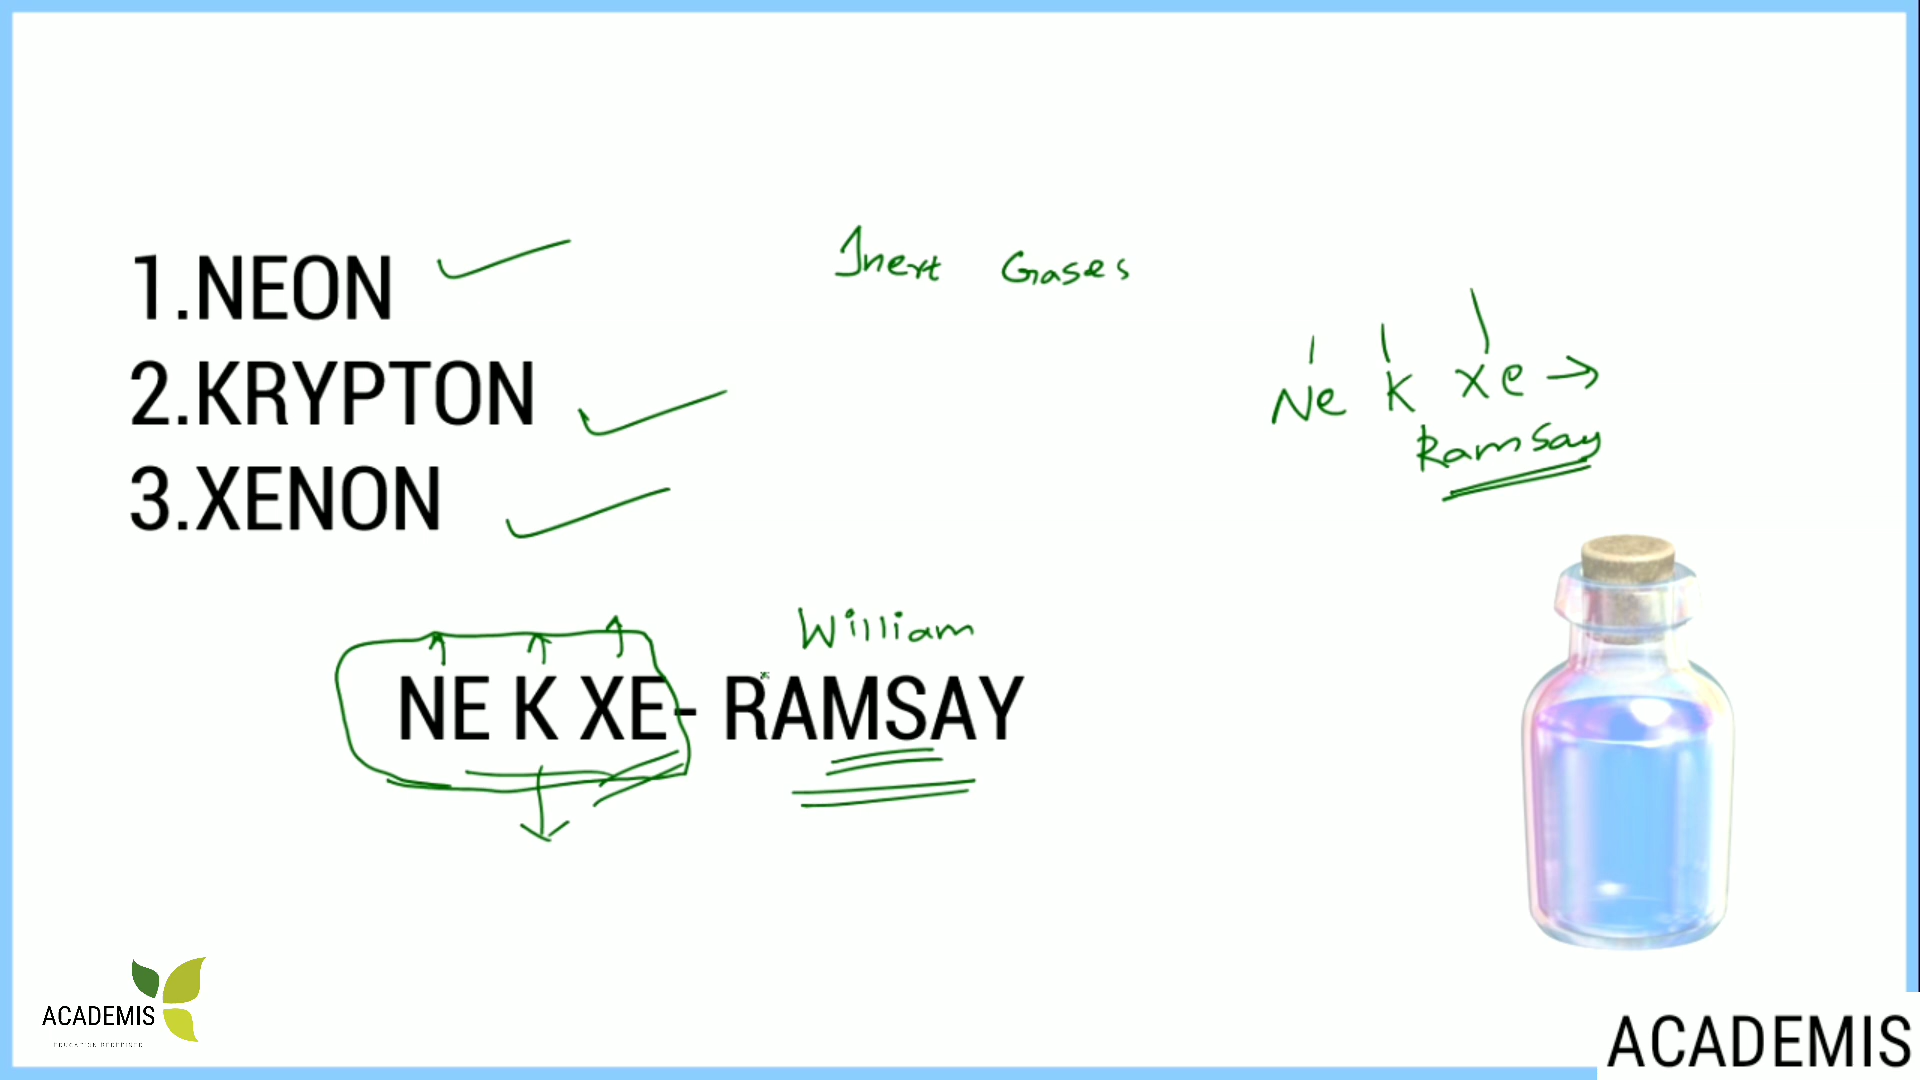 1.NEON
Inert Gases
2.KRYPTON
Ne K Xe →
Ramsay
3.XENON
William
NE K XE- RAMSAY
ACADEMIS
ACADEMIS